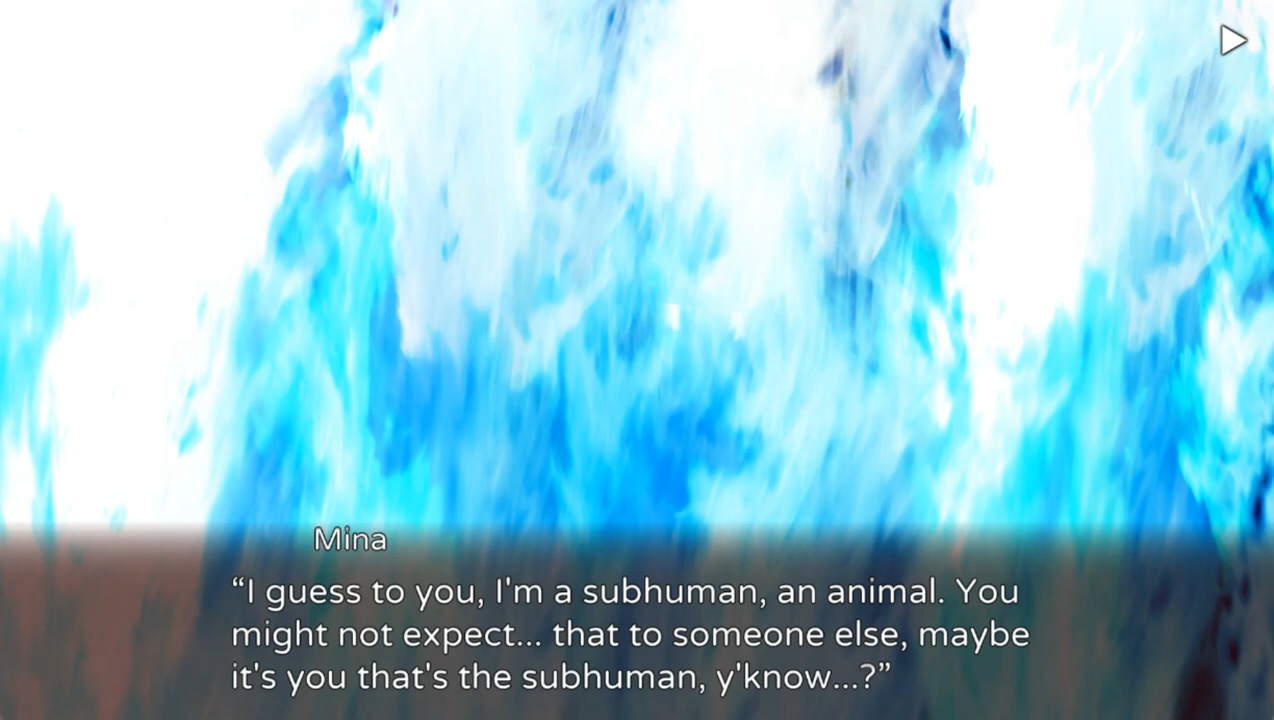 Mina
“I guess to you, I'm a subhuman, an animal. You
might not expect... that to someone else, maybe
it's you that's the subhuman, y'know...?”